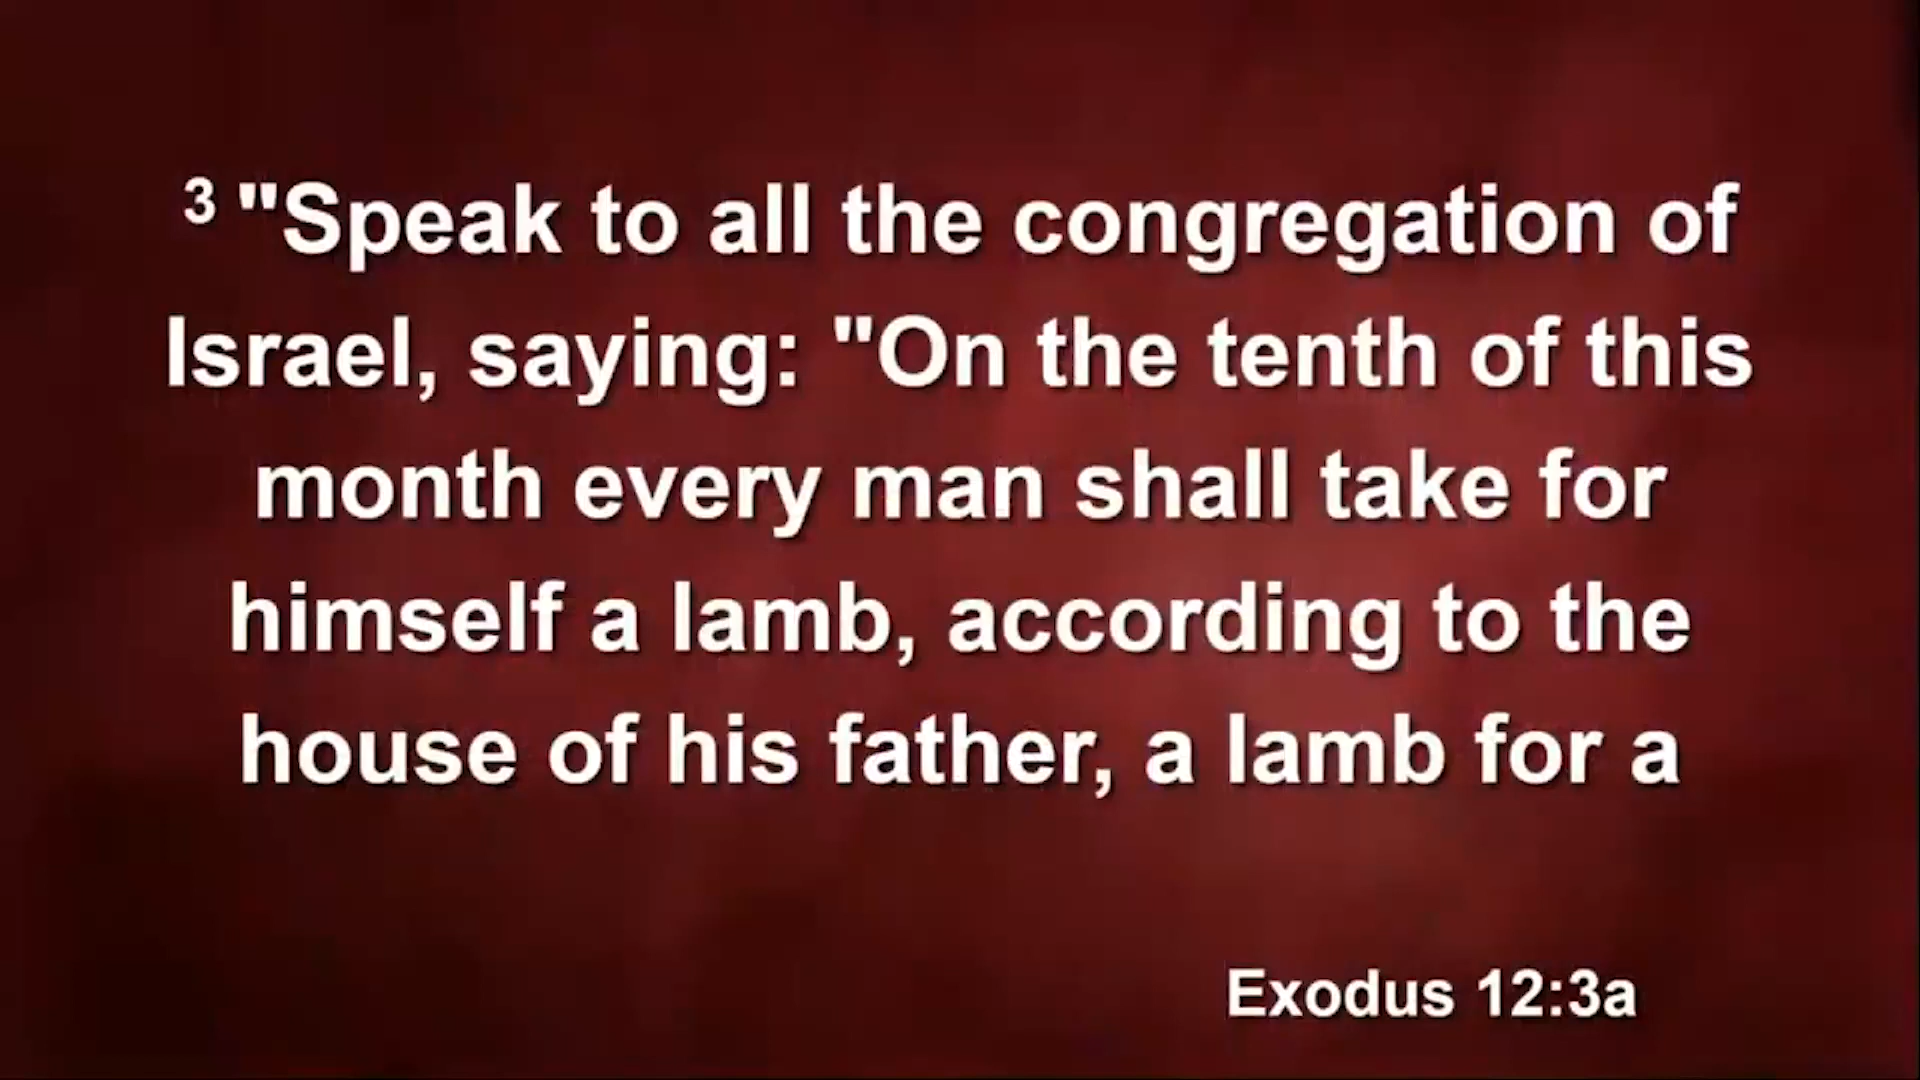 3 "Speak to all the congregation of
Israel, saying: "On the tenth of this
month every man shall take for
himself a lamb, according to the
house of his father, a lamb for a
Exodus 12:3a